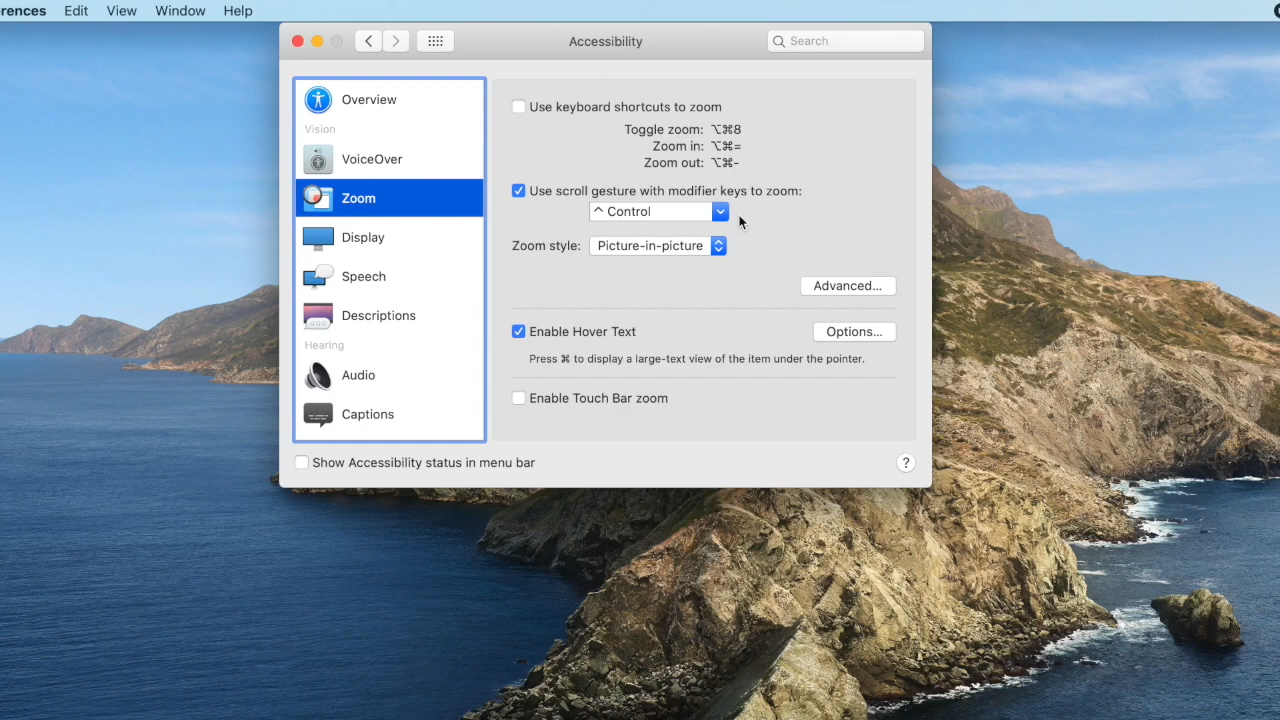 rences Edit View Window Help
Accessibility
Search
Overview
Vision
VoiceOver
Zoom
Display
Speech
Descriptions
Hearing
Audio
Captions
Use keyboard shortcuts to zoom
Toggle zoom: ⌥⌘8
Zoom in: ⌥⌘=
Zoom out: ⌥⌘-
Use scroll gesture with modifier keys to zoom:
^ Control
Zoom style: Picture-in-picture
Advanced...
Enable Hover Text
Options...
Press ⌘ to display a large-text view of the item under the pointer.
Enable Touch Bar zoom
Show Accessibility status in menu bar
?